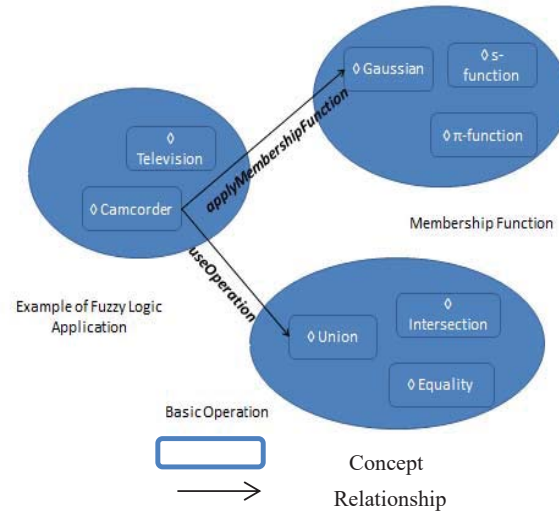 ◊ Gaussian
◊ s-
function
◊ π-function
◊
Television
◊ Camcorder
applyMembershipFunction
useOperation
Membership Function
Example of Fuzzy Logic
Application
◊ Union
◊
Intersection
◊ Equality
Basic Operation
Concept
Relationship